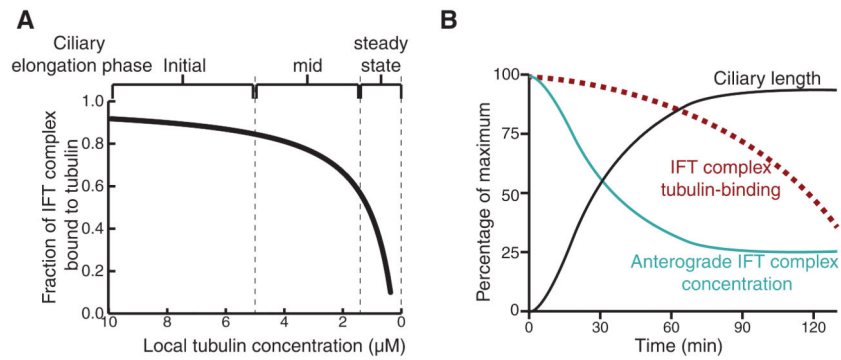 A
Ciliary
elongation phase
Initial
mid
steady
state
Fraction of IFT complex
bound to tubulin
1.0
0.8
0.6
0.4
0.2
0.0
10
8
6
4
2
0
Local tubulin concentration (µM)
B
Percentage of maximum
100
75
50
25
0
Ciliary length
IFT complex
tubulin-binding
Anterograde IFT complex
concentration
0
30
60
90
120
Time (min)